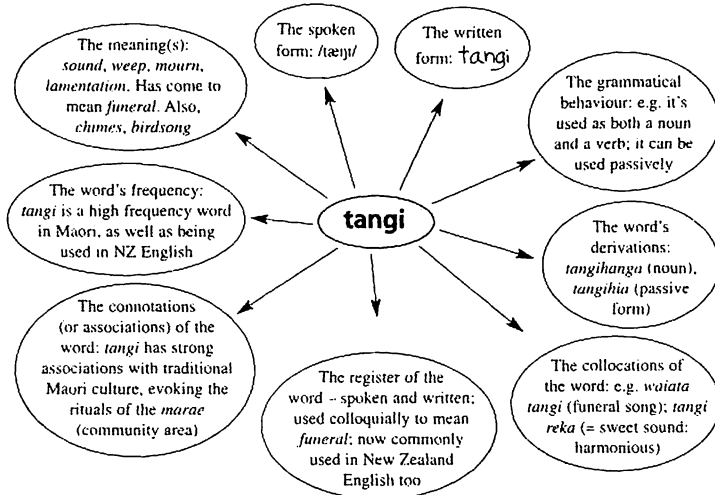 The spoken
form: /tæŋɪ/
The written
form: tangi
The meaning(s):
sound, weep, mourn,
lamentation. Has come to
mean funeral. Also,
chimes, birdsong
The grammatical
behaviour: e.g. it's
used as both a noun
and a verb; it can be
used passively
The word's frequency:
tangi is a high frequency word
in Maori, as well as being
used in NZ English
tangi
The word's
derivations:
tangihanga (noun),
tangihia (passive
form)
The connotations
(or associations) of the
word: tangi has strong
associations with traditional
Maori culture, evoking the
rituals of the marae
(community area)
The register of the
word – spoken and written;
used colloquially to mean
funeral; now commonly
used in New Zealand
English too
The collocations of
the word: e.g. waiata
tangi (funeral song); tangi
reka (= sweet sound:
harmonious)